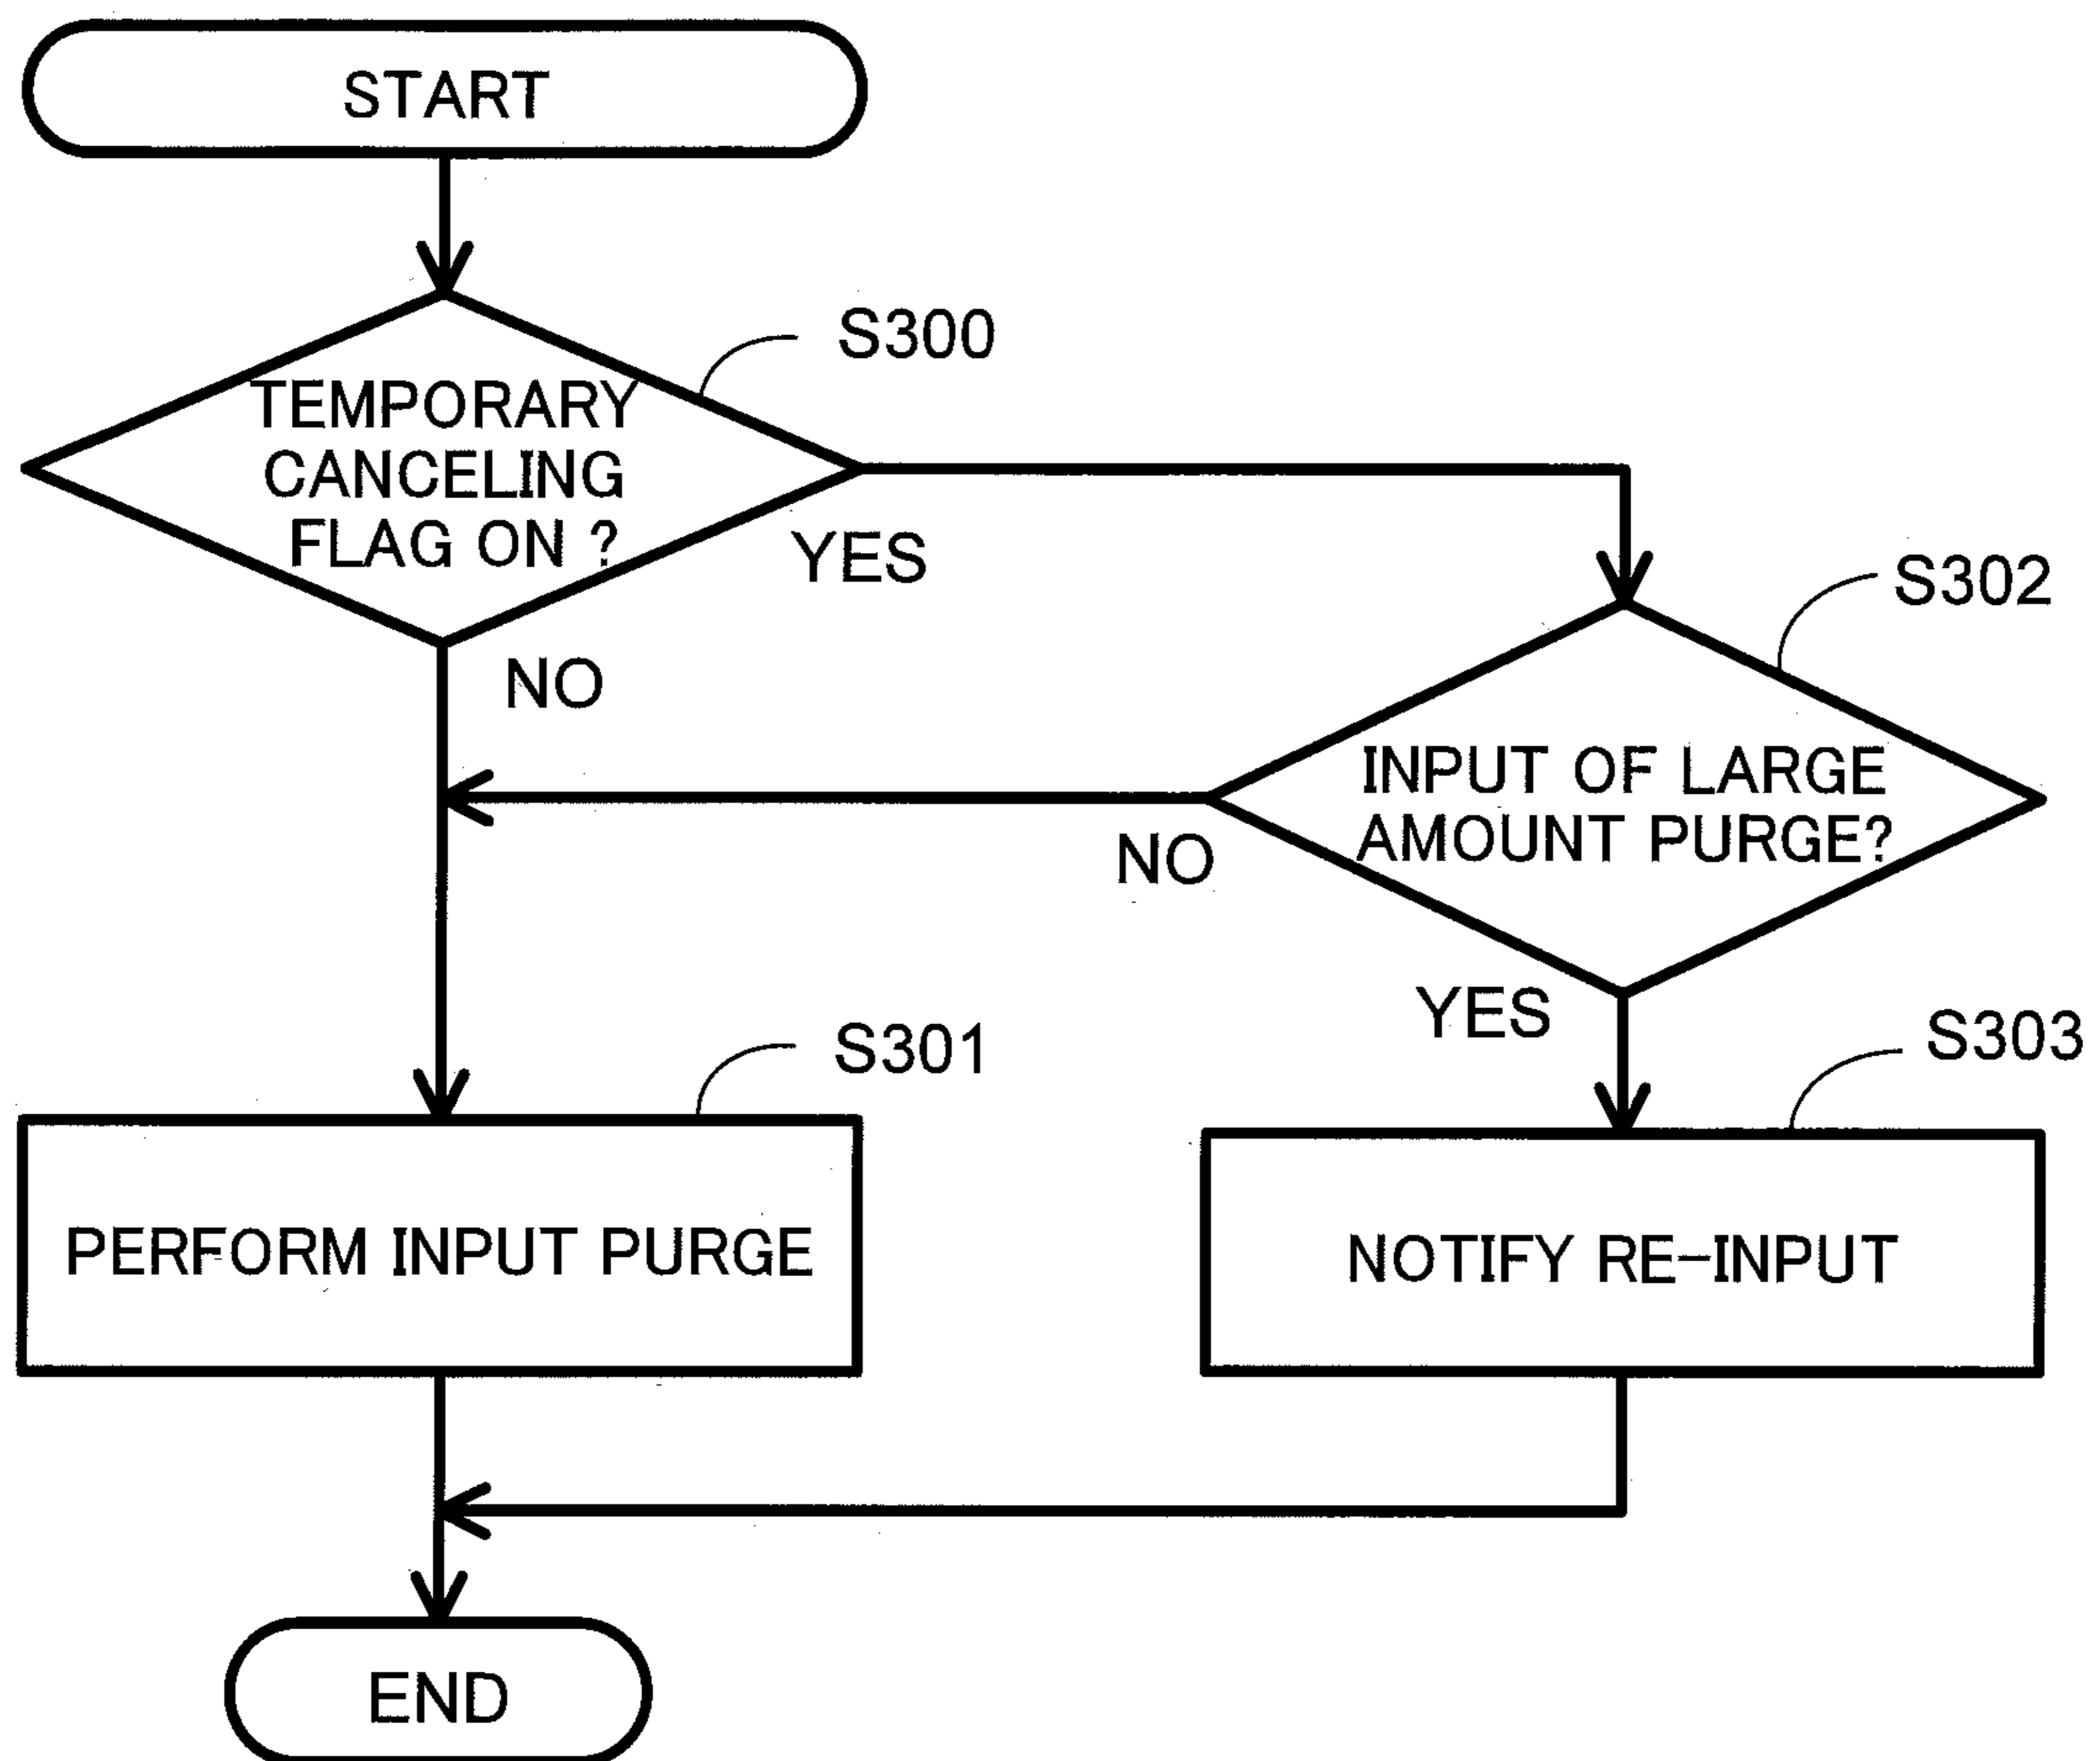 START
S300
TEMPORARY
CANCELING
FLAG ON ?
YES
NO
S302
INPUT OF LARGE
AMOUNT PURGE?
NO
YES
S301
S303
PERFORM INPUT PURGE
NOTIFY RE-INPUT
END